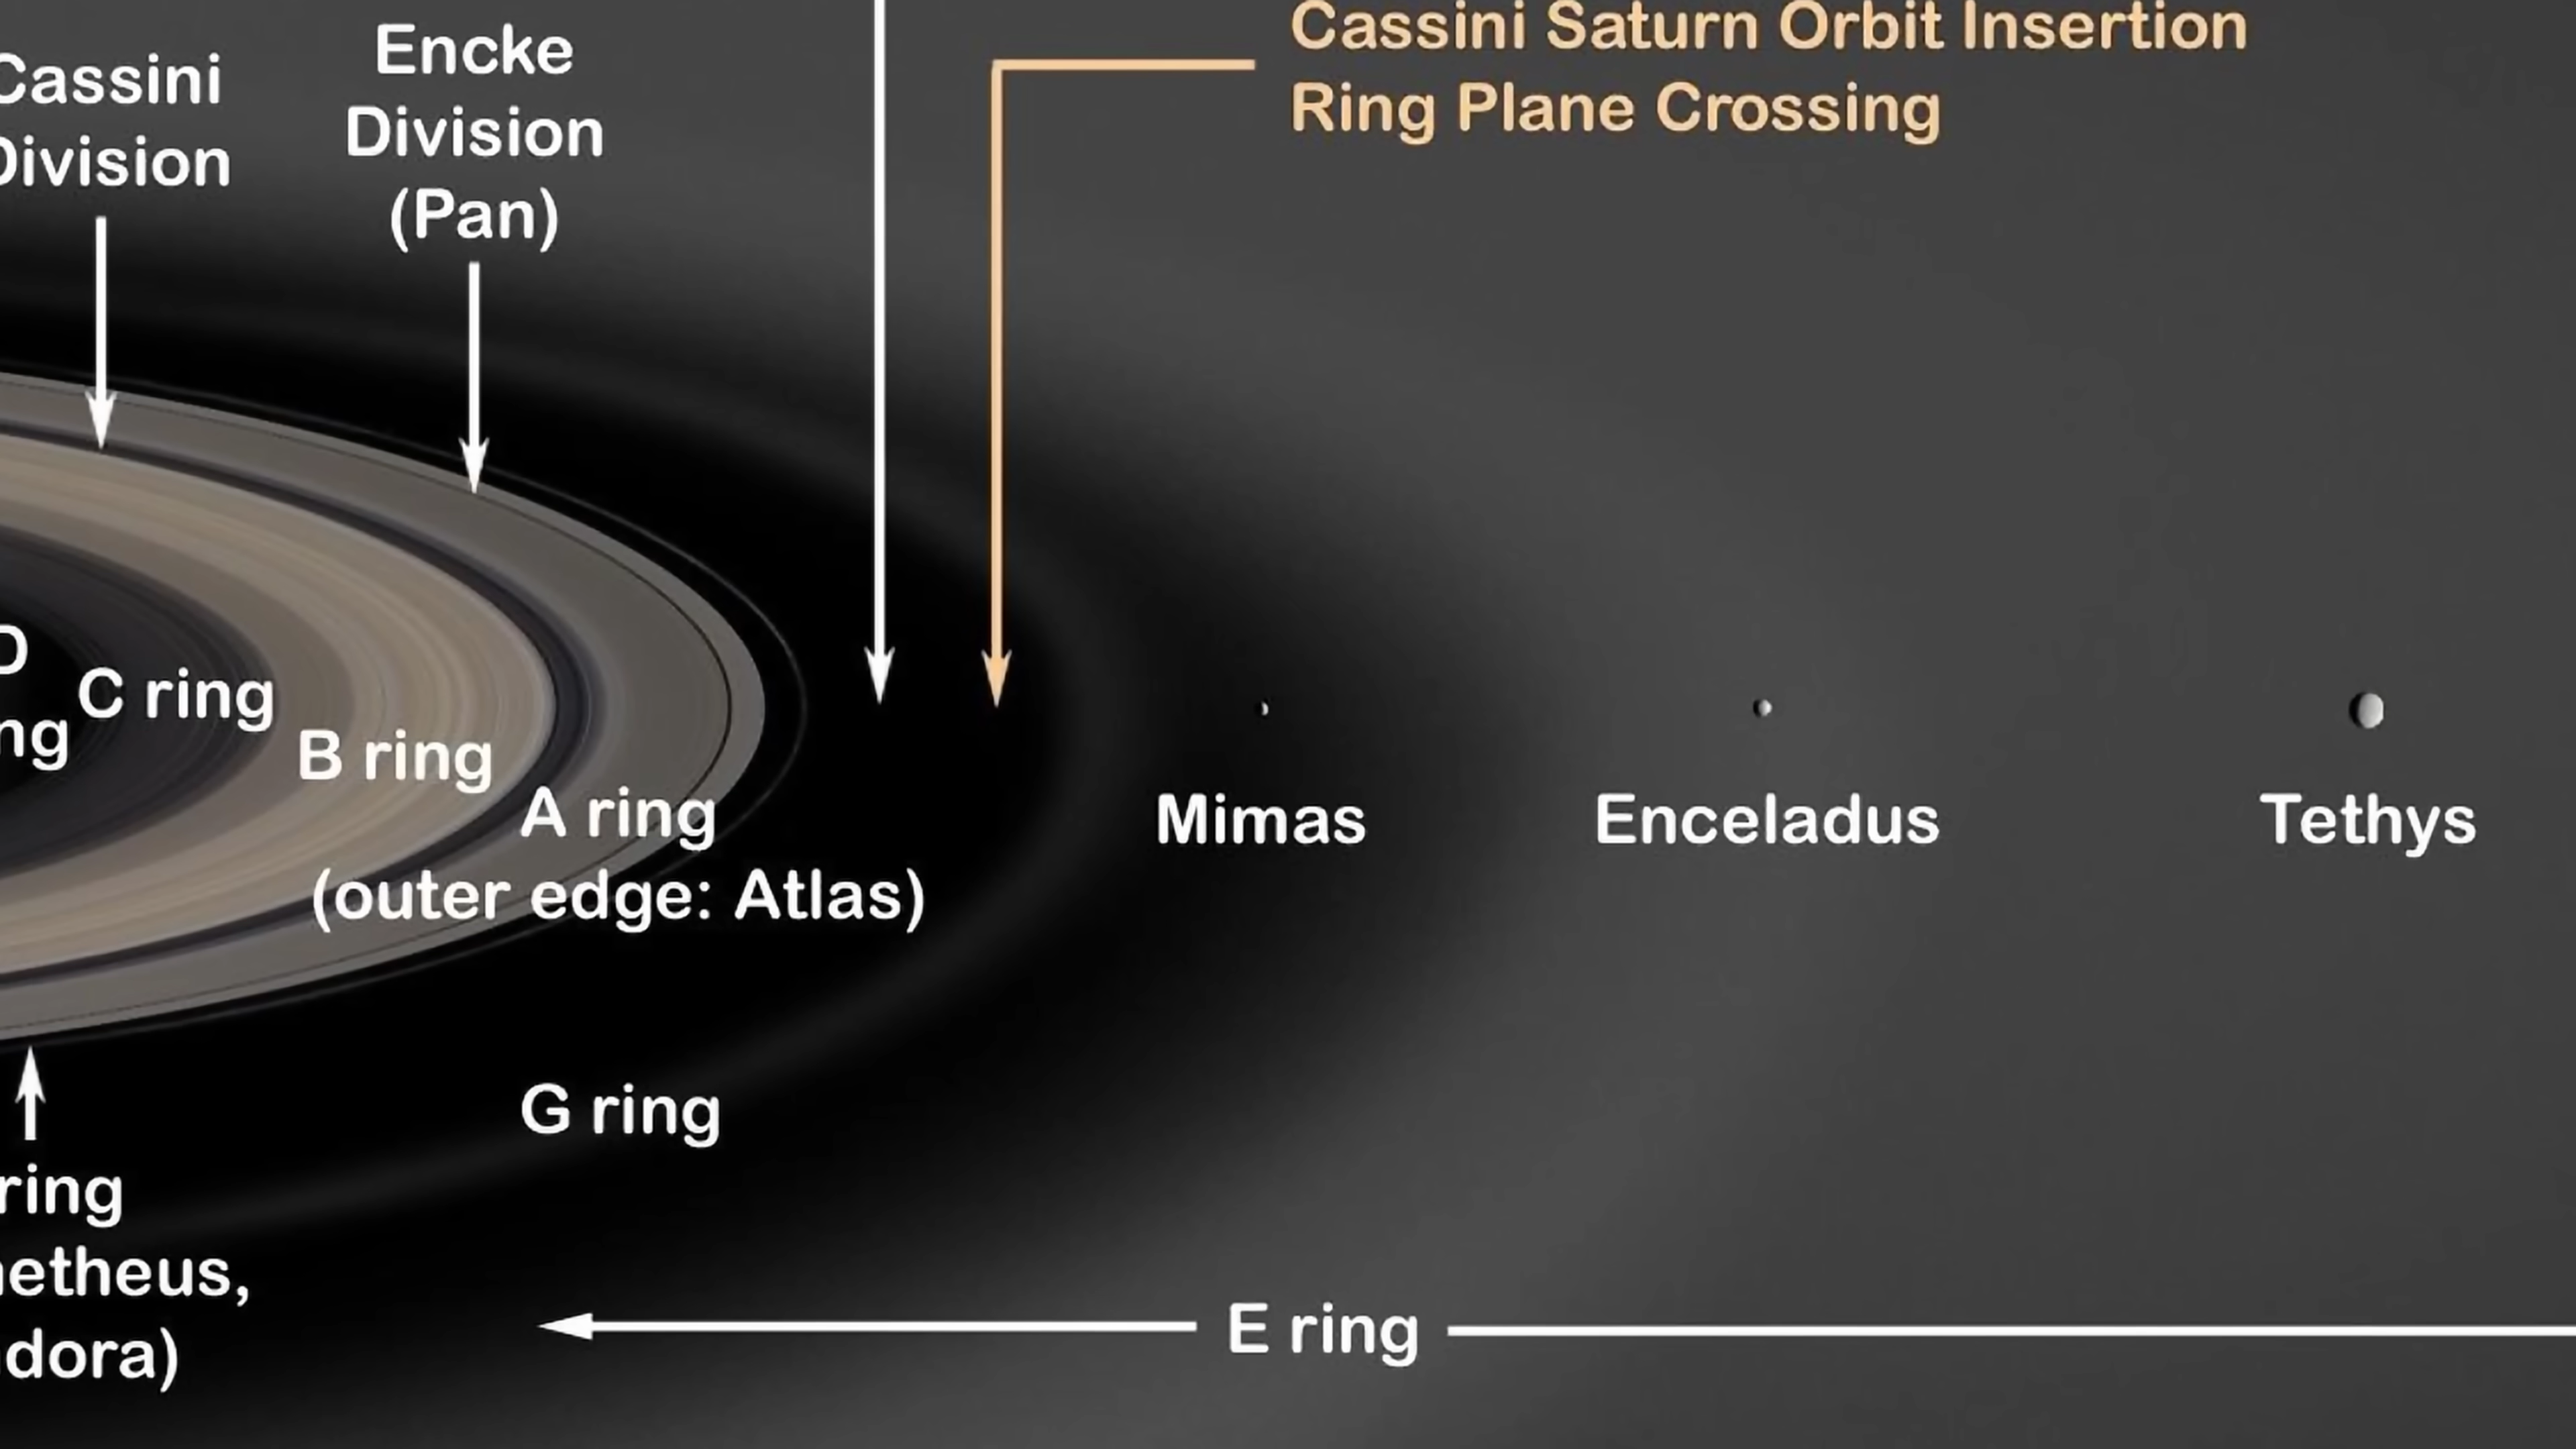 Cassini Saturn Orbit Insertion
Ring Plane Crossing
Encke
Division
(Pan)
Cassini
Division
C ring
B ring
A ring
(outer edge: Atlas)
Mimas
Enceladus
Tethys
G ring
ring
E ring